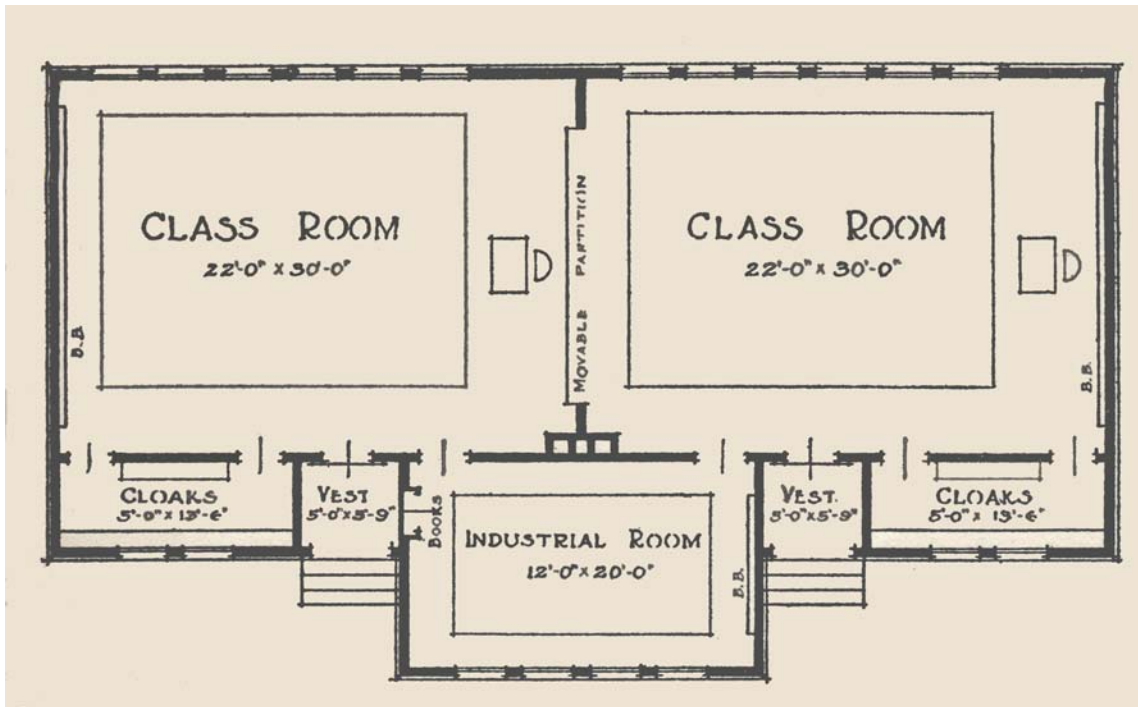 CLASS ROOM
22'-0" X 30'-0"
MOVABLE PARTITION
CLASS ROOM
22'-0" X 30'-0"
B.B.
B.B.
CLOAKS
5'-0" X 13'-6"
VEST
5'-0" X 5'-9"
BOOKS
INDUSTRIAL ROOM
12'-0" X 20'-0"
B.B.
VEST.
5'-0" X 5'-9"
CLOAKS
5'-0" X 13'-6"